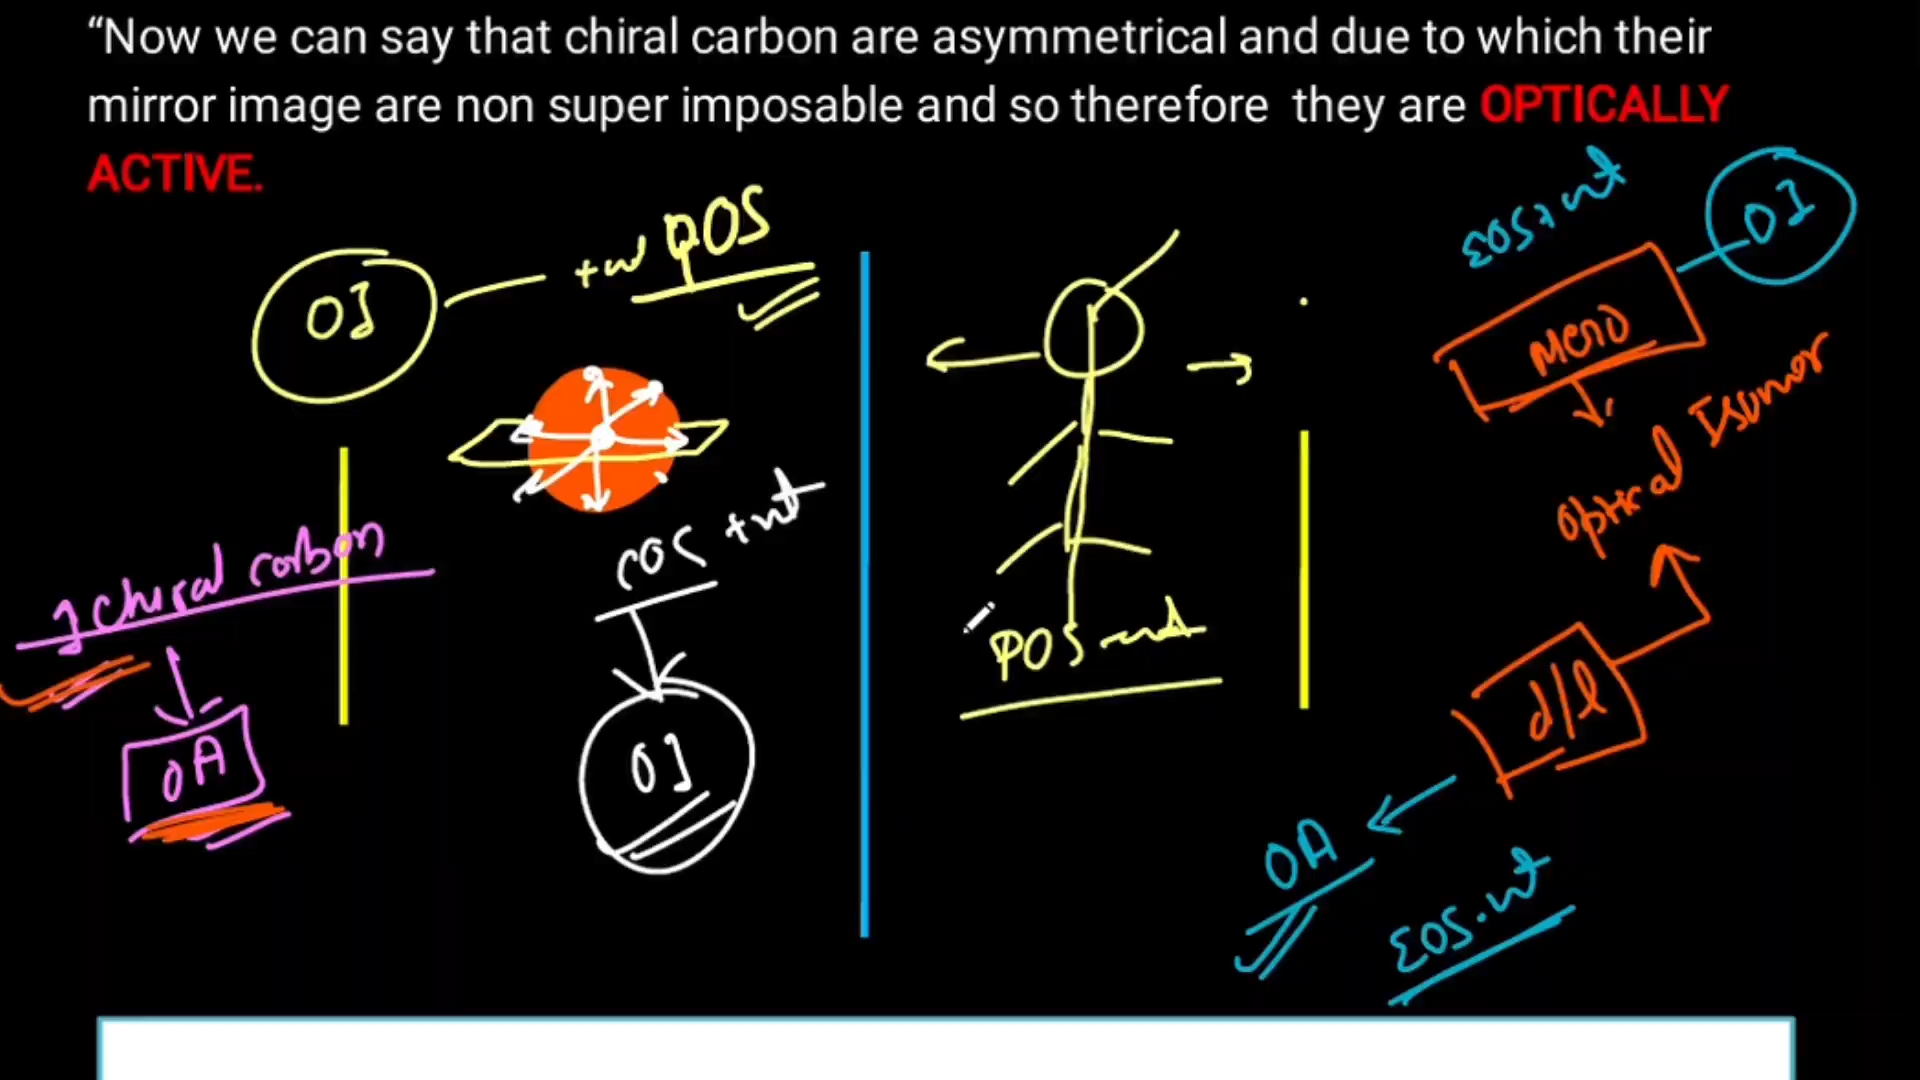 “Now we can say that chiral carbon are asymmetrical and due to which their
mirror image are non super imposable and so therefore they are OPTICALLY
ACTIVE.
OI
POS
EOS
OI
Meso
Optical Isomer
COS
1 chiral carbon
OA
OI
POS
d/l
OA
EOS